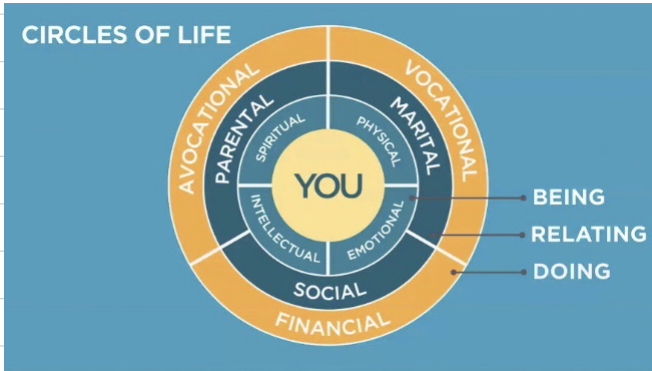 CIRCLES OF LIFE
AVOCATIONAL
VOCATIONAL
PARENTAL
MARITAL
SPIRITUAL
PHYSICAL
YOU
INTELLECTUAL
EMOTIONAL
BEING
RELATING
DOING
SOCIAL
FINANCIAL